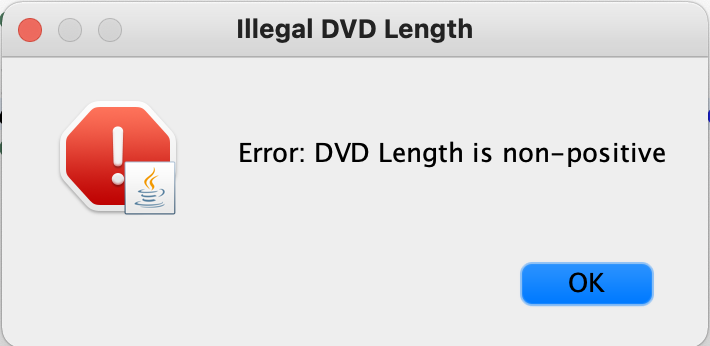 Illegal DVD Length
Error: DVD Length is non-positive
OK